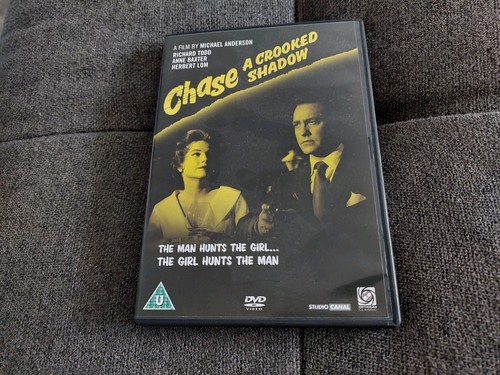 A FILM BY MICHAEL ANDERSON
RICHARD TODD
ANNE BAXTER
HERBERT LOM
Chase A CROOKED
SHADOW
THE MAN HUNTS THE GIRL...
THE GIRL HUNTS THE MAN
U
DVD
VIDEO
STUDIO CANAL